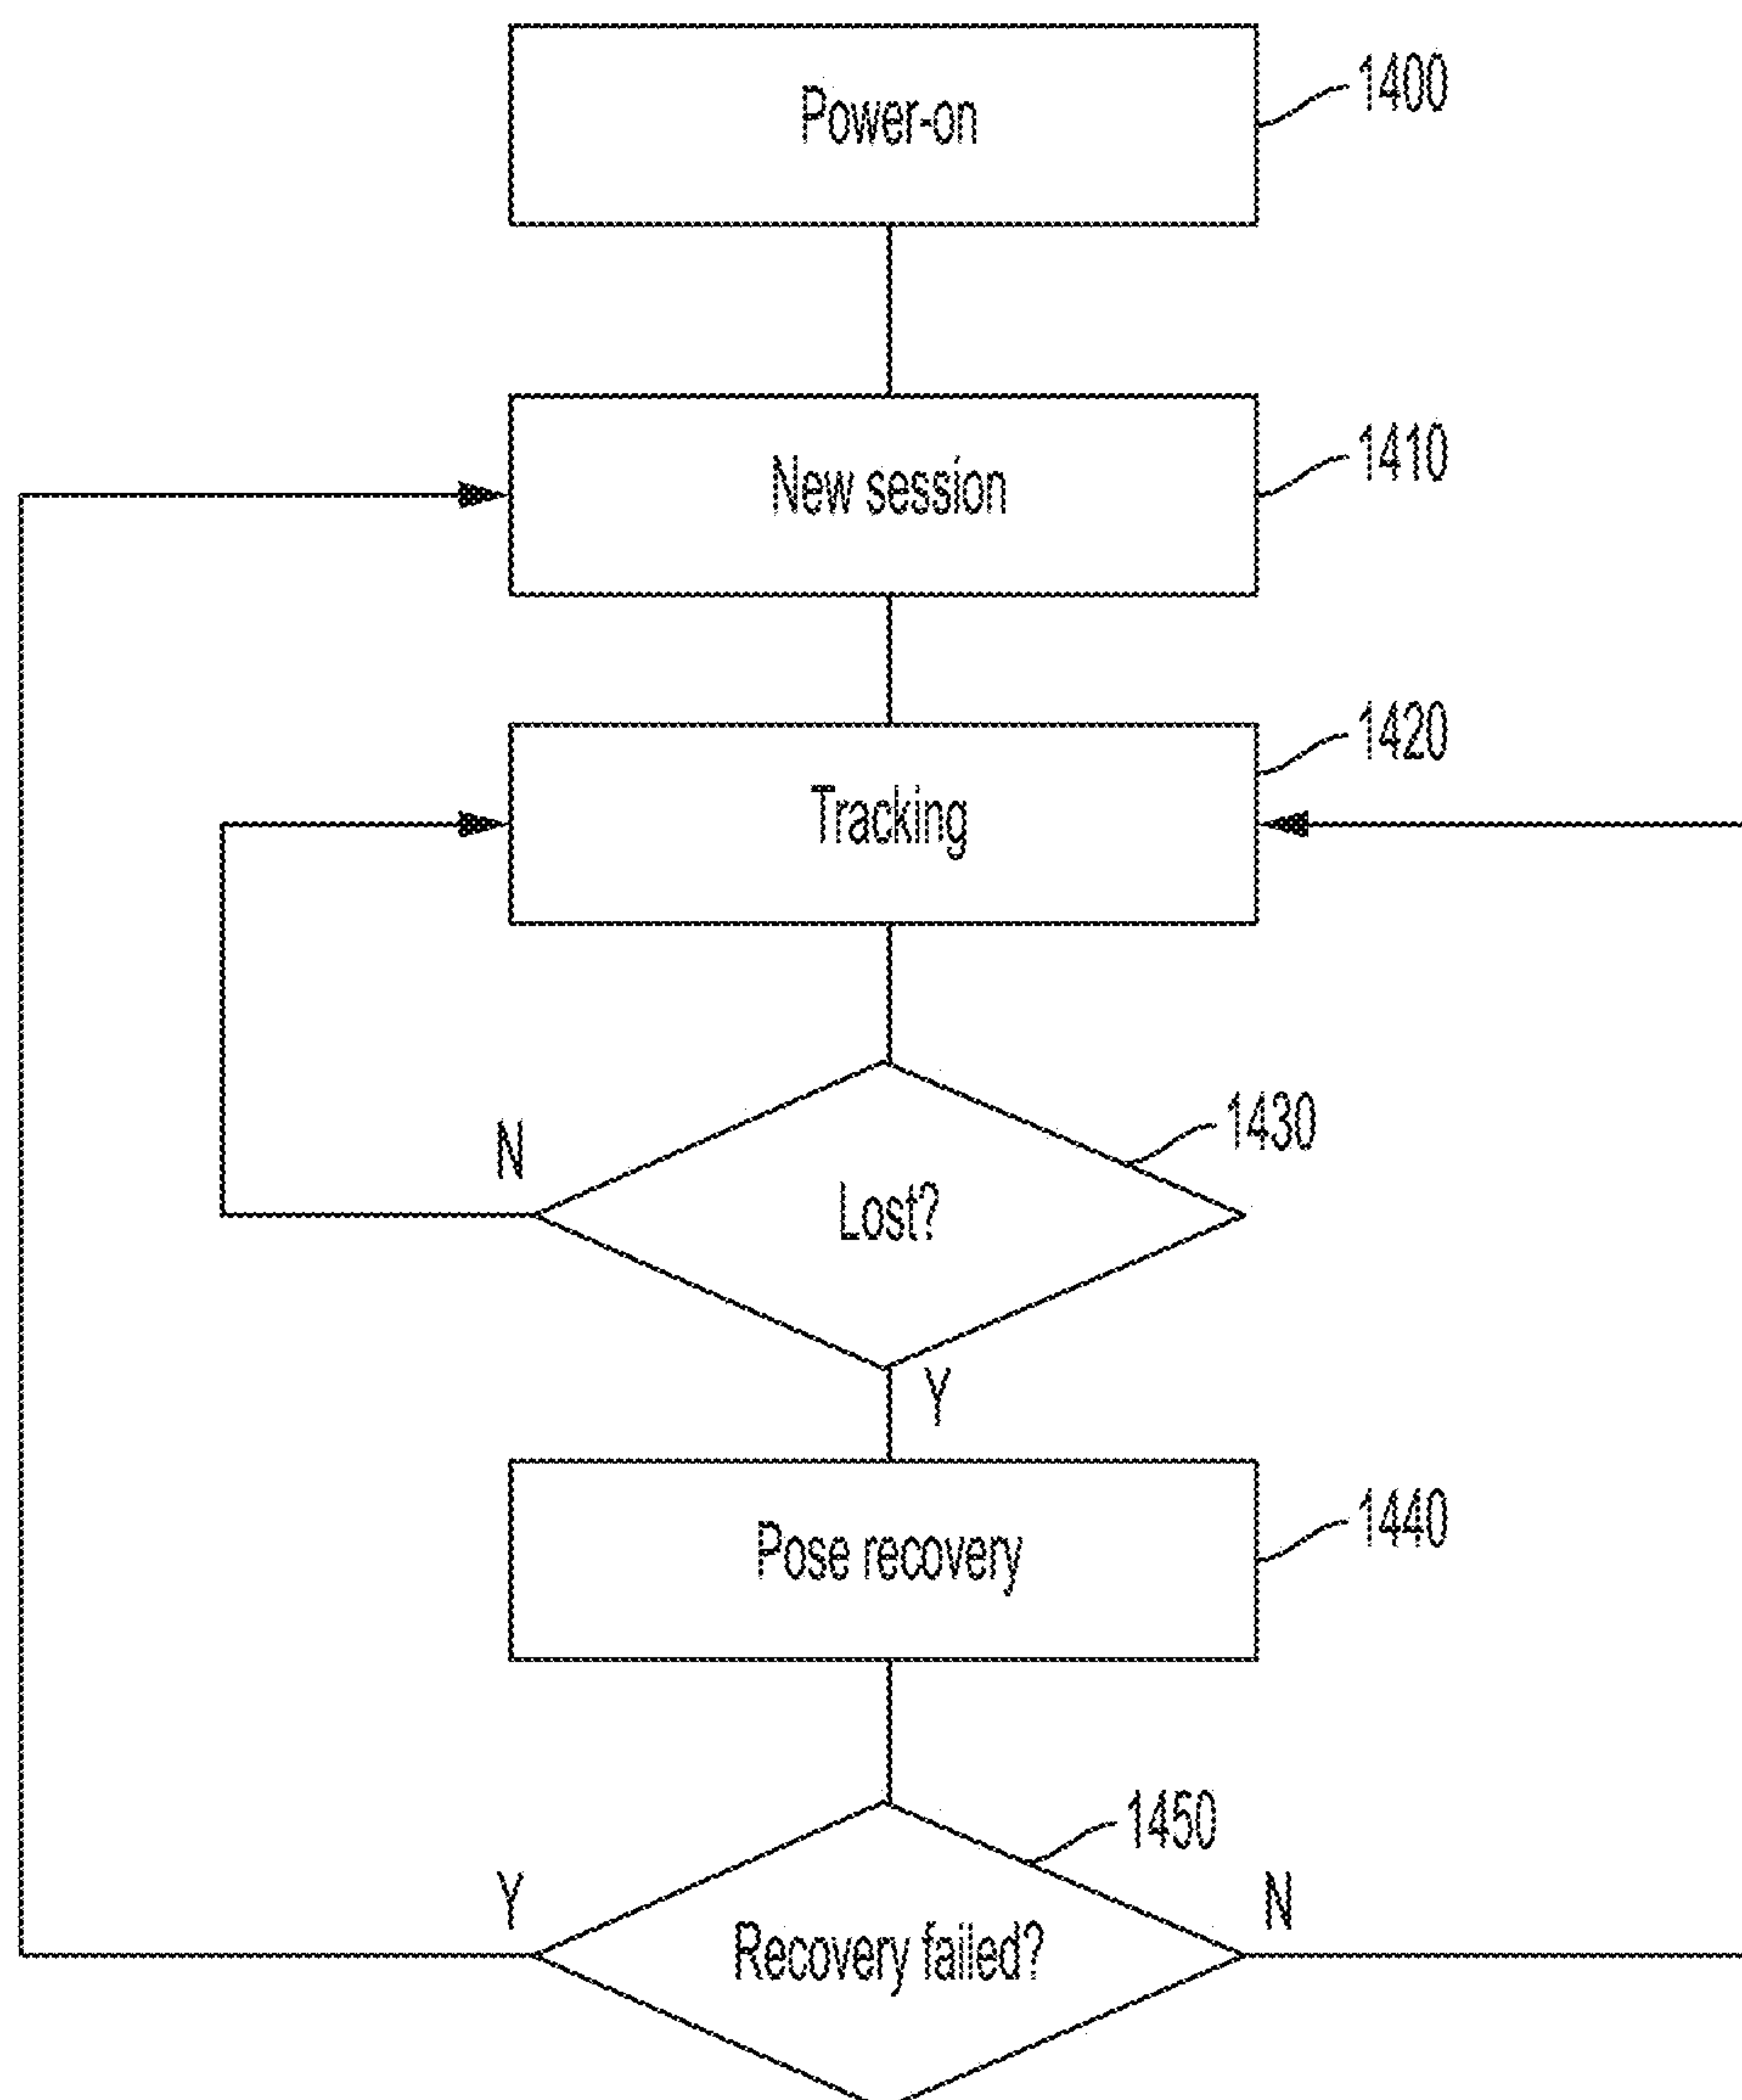 Power-on
1400
New session
1410
1420
Tracking
1430
N
Lost?
Y
1440
Pose recovery
1450
Y
N
Recovery failed?